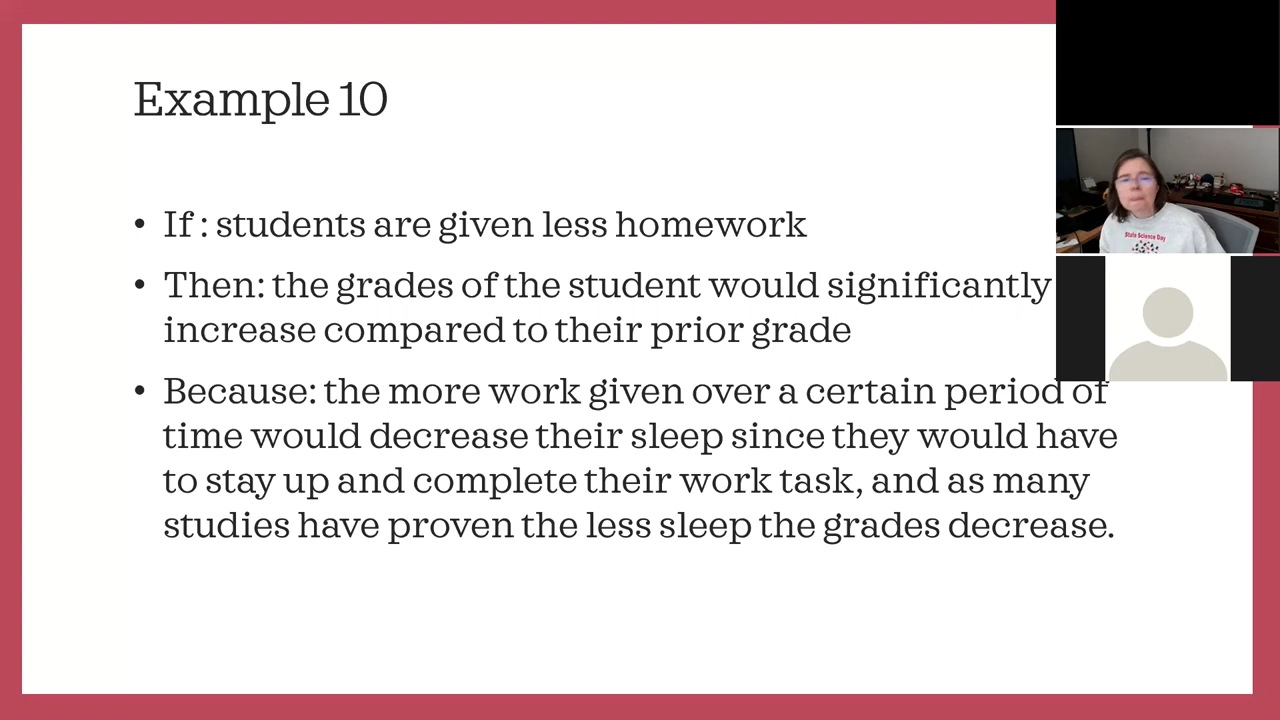 Example 10
• If : students are given less homework
• Then: the grades of the student would significantly
increase compared to their prior grade
• Because: the more work given over a certain period of
time would decrease their sleep since they would have
to stay up and complete their work task, and as many
studies have proven the less sleep the grades decrease.
State Science Day